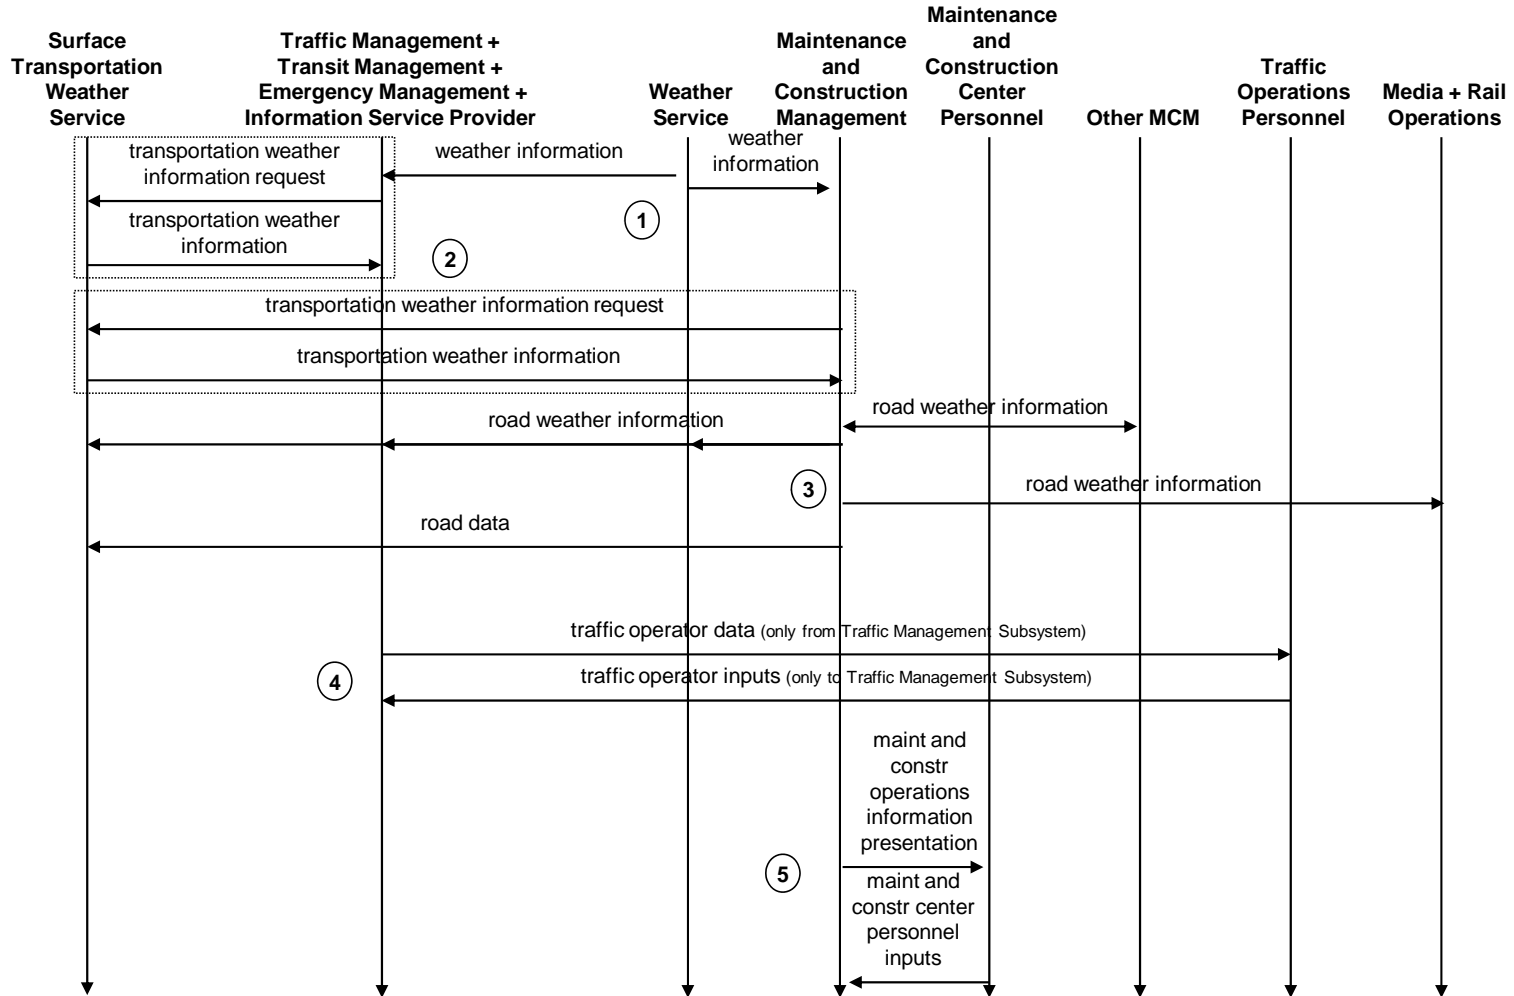 Surface
Transportation
Weather
Service
Traffic Management +
Transit Management +
Emergency Management +
Information Service Provider
Weather
Service
Maintenance
and
Construction
Management
Maintenance
and
Construction
Center
Personnel
Other MCM
Traffic
Operations
Personnel
Media + Rail
Operations
transportation weather
information request
weather information
weather
information
1
transportation weather
information
2
transportation weather information request
transportation weather information
road weather information
road weather information
3
road weather information
road data
traffic operator data (only from Traffic Management Subsystem)
4
traffic operator inputs (only to Traffic Management Subsystem)
maint and
constr
operations
information
presentation
5
maint and
constr center
personnel
inputs